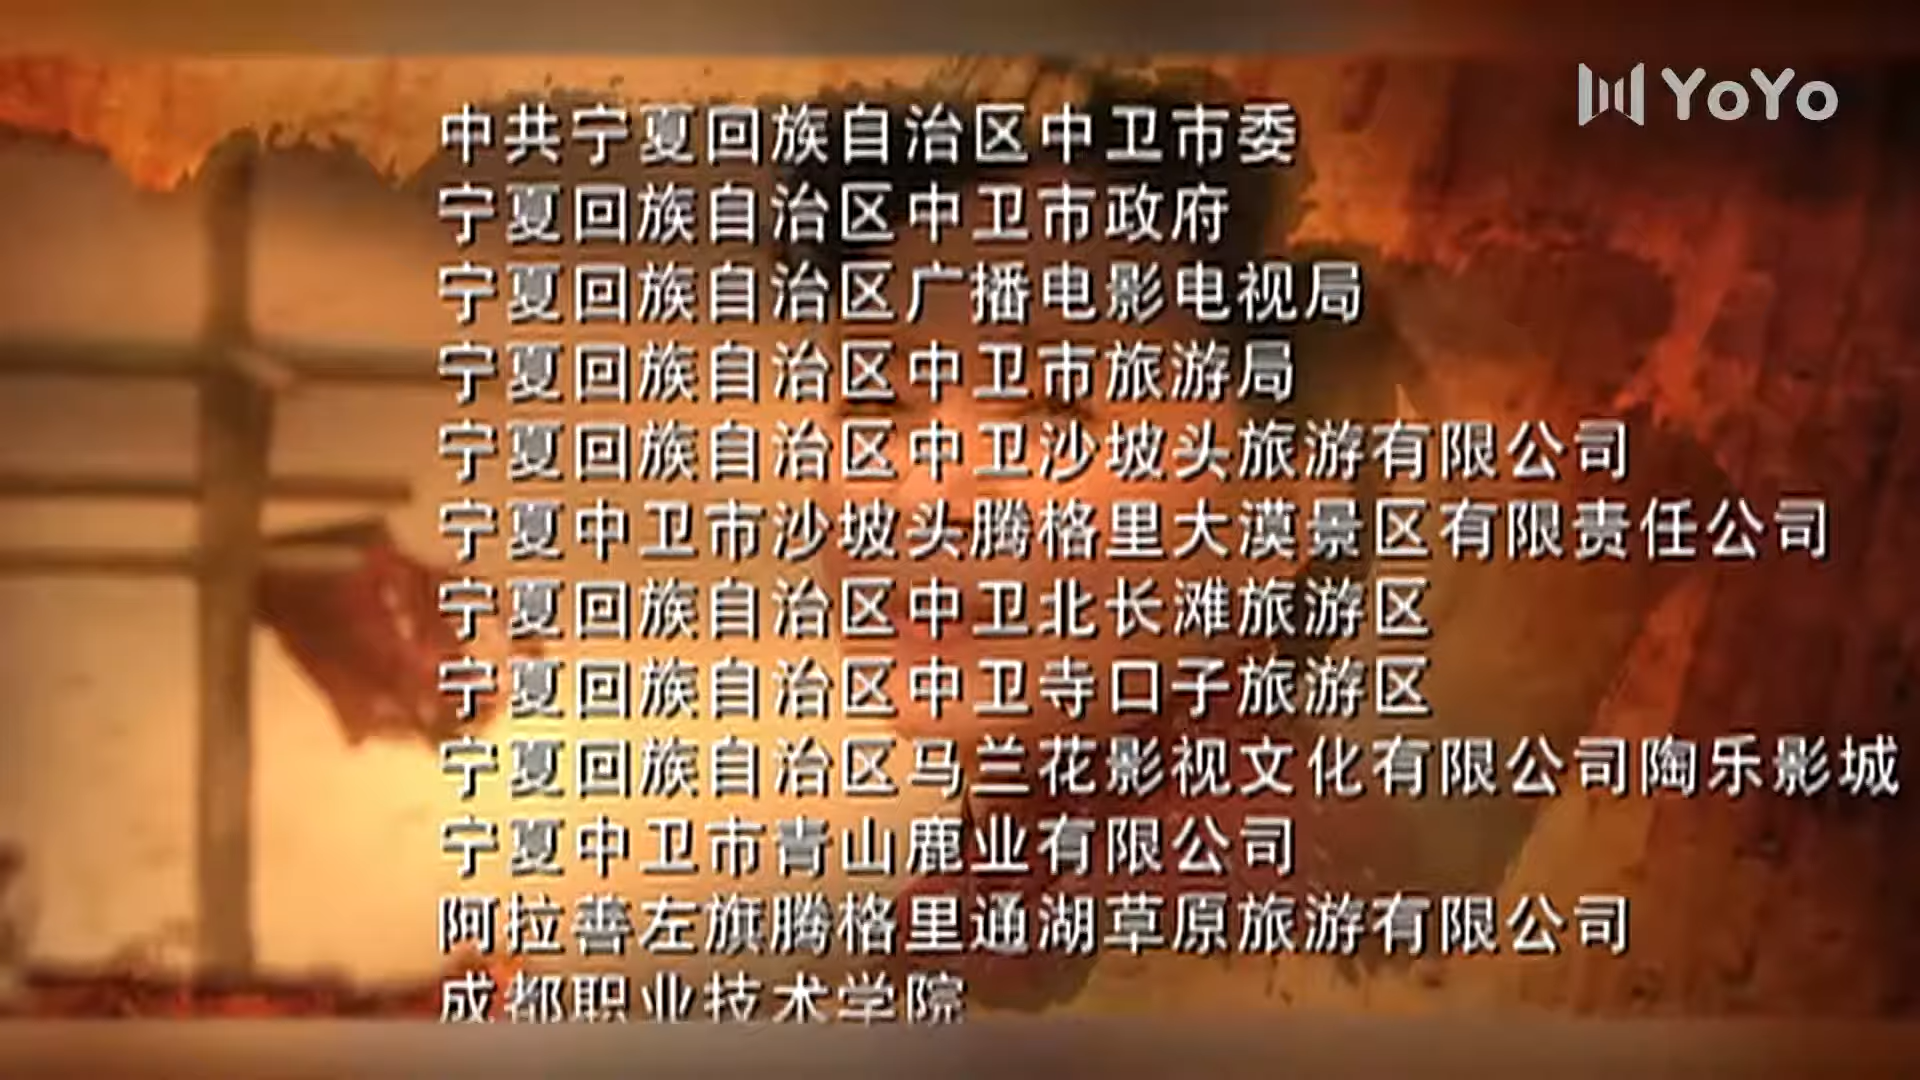 YoYo
中共宁夏回族自治区中卫市委
宁夏回族自治区中卫市政府
宁夏回族自治区广播电影电视局
宁夏回族自治区中卫市旅游局
宁夏回族自治区中卫沙坡头旅游有限公司
宁夏中卫市沙坡头腾格里大漠景区有限责任公司
宁夏回族自治区中卫北长滩旅游区
宁夏回族自治区中卫寺口子旅游区
宁夏回族自治区马兰花影视文化有限公司陶乐影城
宁夏中卫市青山鹿业有限公司
阿拉善左旗腾格里通湖草原旅游有限公司
成都职业技术学院